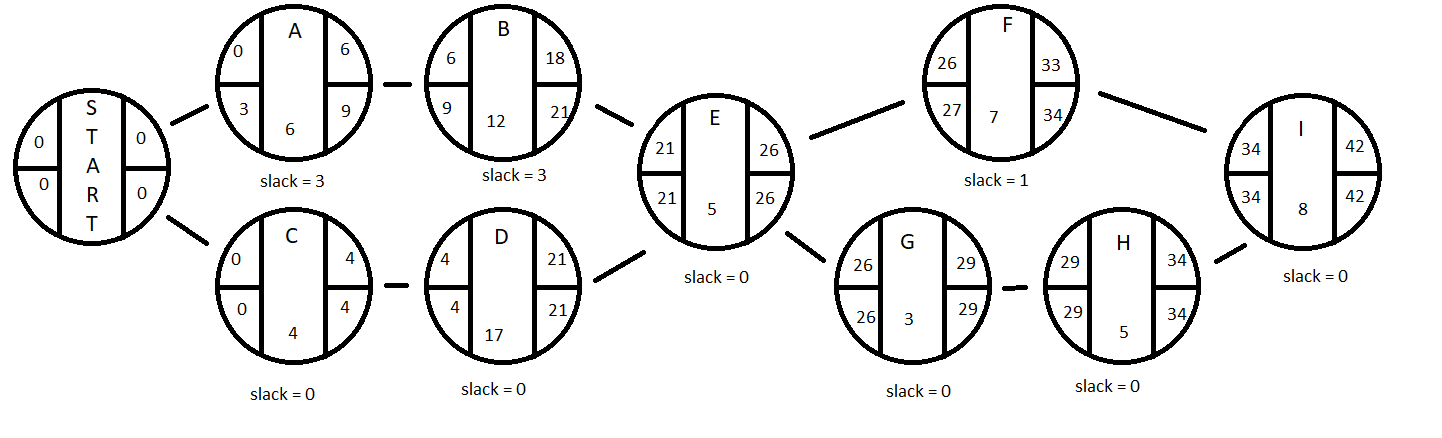 START
0 0
0 0
A
0 6
3 9
6
slack = 3
B
6 18
9 21
12
slack = 3
C
0 4
0 4
4
slack = 0
D
4 21
4 21
17
slack = 0
E
21 26
21 26
5
slack = 0
F
26 33
27 34
7
slack = 1
G
26 29
26 29
3
slack = 0
H
29 34
29 34
5
slack = 0
I
34 42
34 42
8
slack = 0